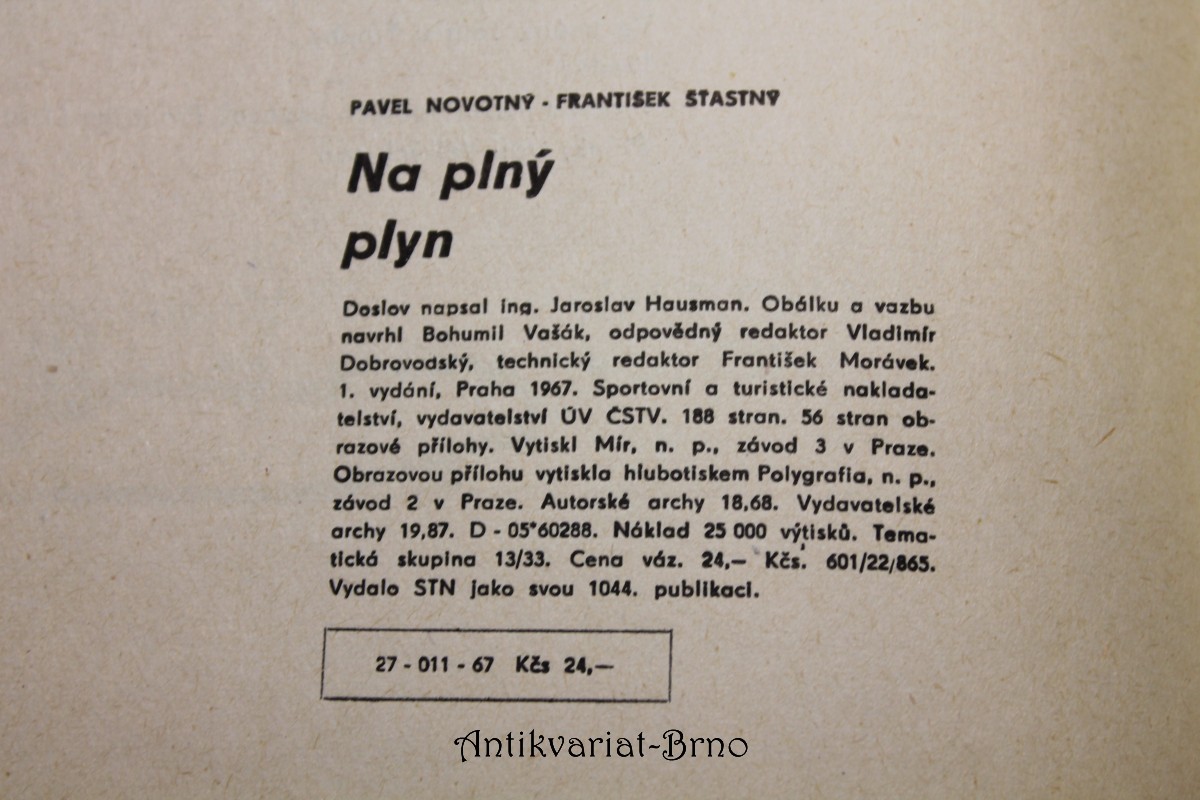 PAVEL NOVOTNÝ - FRANTIŠEK ŠŤASTNÝ
Na plný
plyn
Doslov napsal ing. Jaroslav Hausman. Obálku a vazbu
navrhl Bohumil Vašák, odpovědný redaktor Vladimír
Dobrovodský, technický redaktor František Morávek.
1. vydání, Praha 1967. Sportovní a turistické naklada-
telství, vydavatelství ÚV ČSTV. 188 stran. 56 stran ob-
razové přílohy. Vytiskl Mír, n. p., závod 3 v Praze.
Obrazovou přílohu vytiskla hlubotiskem Polygrafia, n. p.,
závod 2 v Praze. Autorské archy 18,68. Vydavatelské
archy 19,87. D - 05*60288. Náklad 25 000 výtisků. Tema-
tická skupina 13/33. Cena váz. 24,— Kčs. 601/22/865.
Vydalo STN jako svou 1044. publikaci.
27 - 011 - 67 Kčs 24,—
Antikvariat-Brno